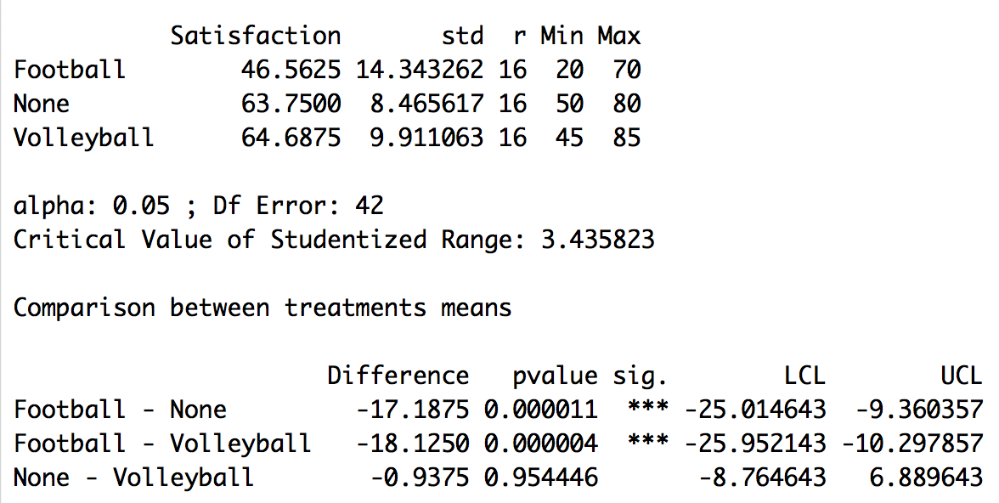 Satisfaction std r Min Max
Football 46.5625 14.343262 16 20 70
None 63.7500 8.465617 16 50 80
Volleyball 64.6875 9.911063 16 45 85
alpha: 0.05 ; Df Error: 42
Critical Value of Studentized Range: 3.435823
Comparison between treatments means
Difference pvalue sig. LCL UCL
Football - None -17.1875 0.000011 *** -25.014643 -9.360357
Football - Volleyball -18.1250 0.000004 *** -25.952143 -10.297857
None - Volleyball -0.9375 0.954446 -8.764643 6.889643